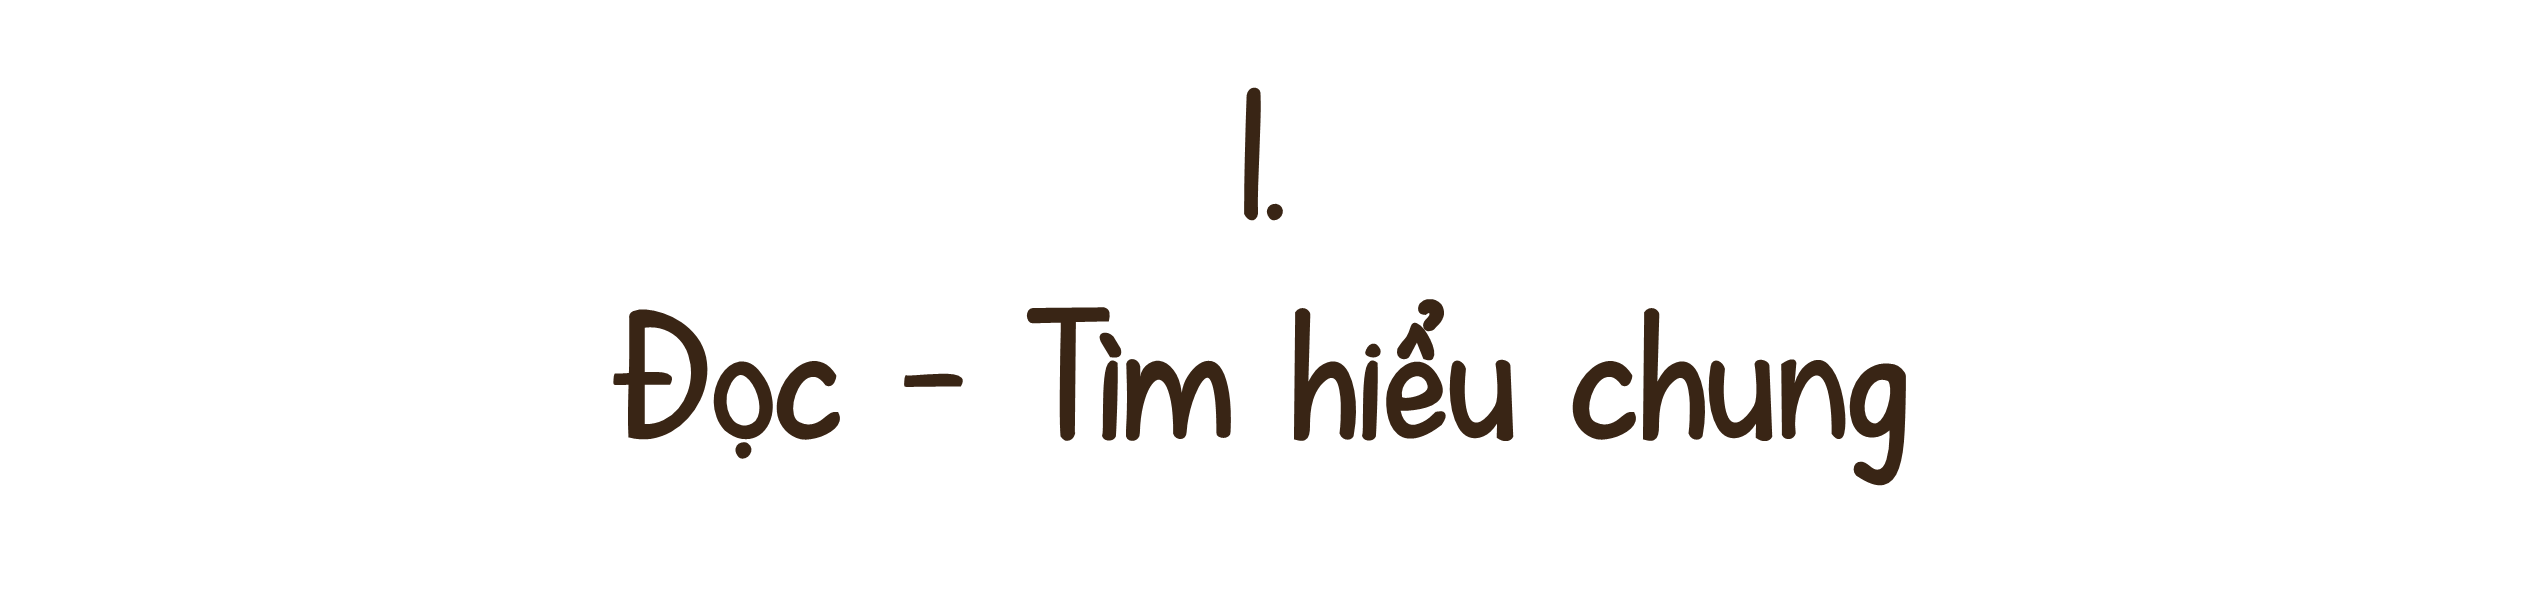 I.
Đọc - Tìm hiểu chung